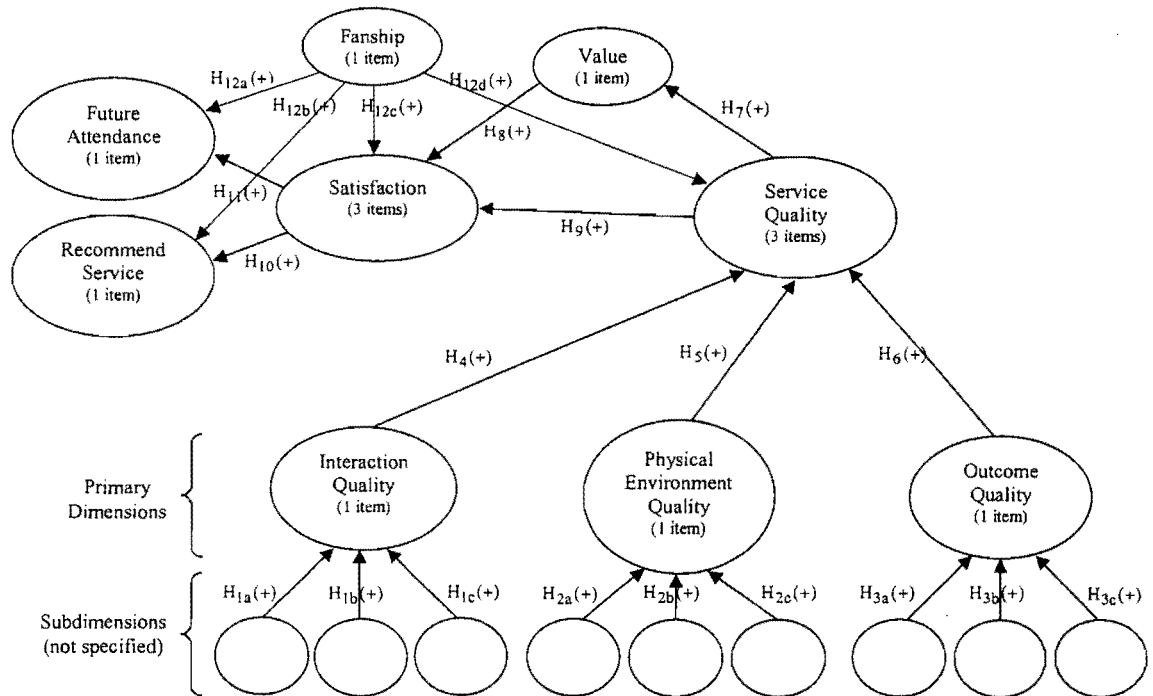 Fanship
(1 item)
Value
(1 item)
H12a(+)
H12b(+)
H12c(+)
H12d(+)
H7(+)
Future
Attendance
(1 item)
H8(+)
Satisfaction
(3 items)
Service
Quality
(3 items)
H11(+)
H9(+)
Recommend
Service
(1 item)
H10(+)
H4(+)
H5(+)
H6(+)
Primary
Dimensions
Interaction
Quality
(1 item)
Physical
Environment
Quality
(1 item)
Outcome
Quality
(1 item)
H1a(+)
H1b(+)
H1c(+)
H2a(+)
H2b(+)
H2c(+)
H3a(+)
H3b(+)
H3c(+)
Subdimensions
(not specified)